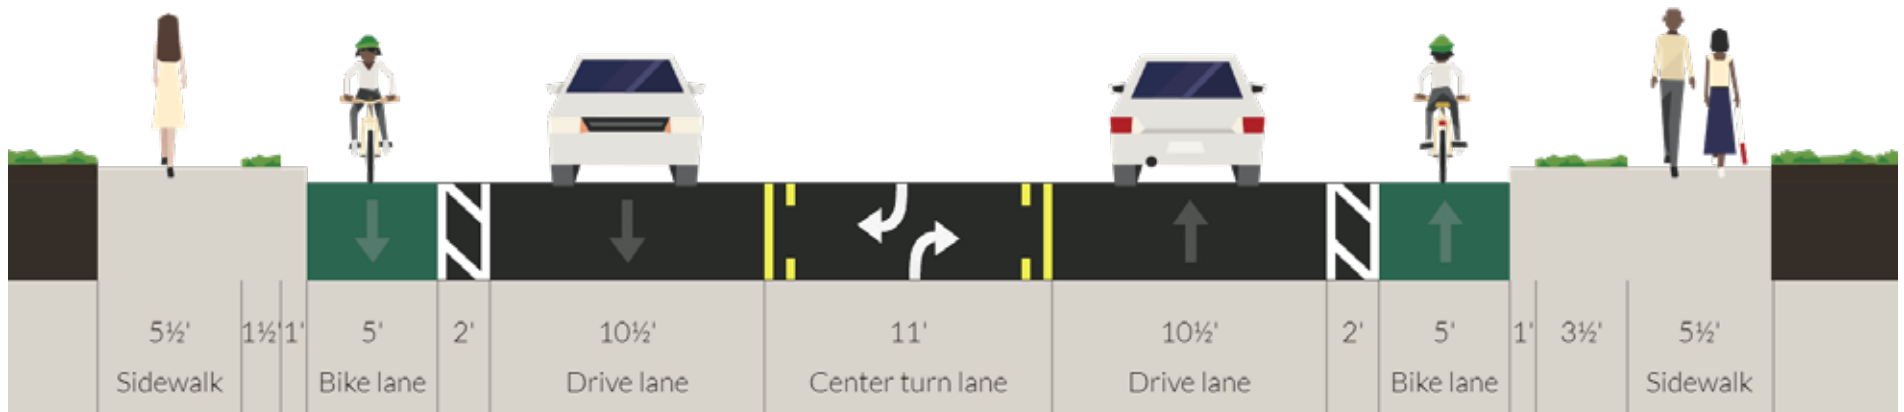 5½' 1½' 1' 5' 2' 10½' 11' 10½' 2' 5' 1' 3½' 5½'
Sidewalk Bike lane Drive lane Center turn lane Drive lane Bike lane Sidewalk